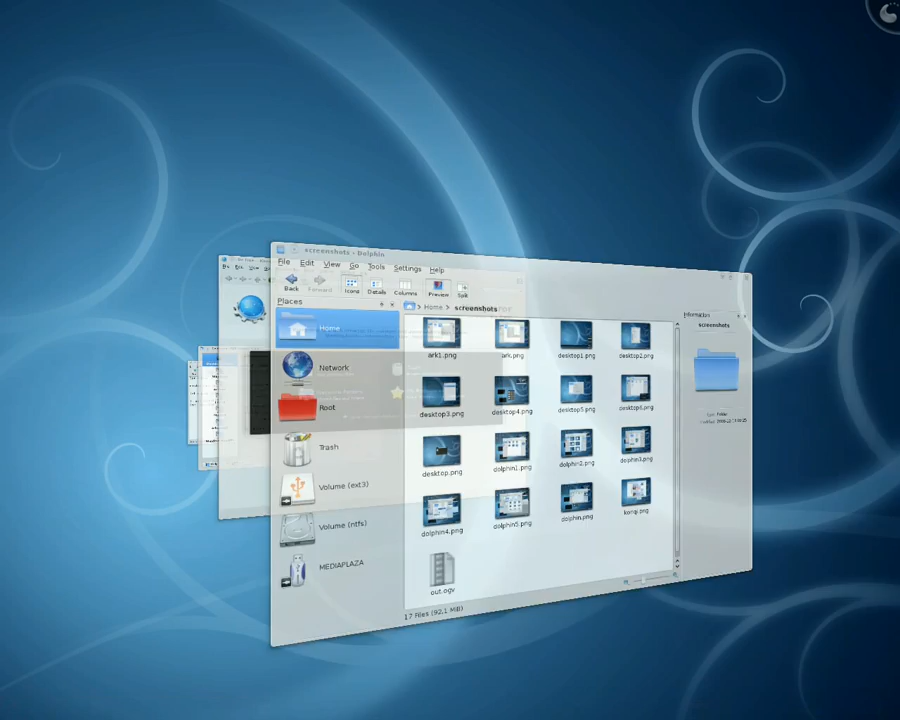 screenshots - Dolphin
File Edit View Go Tools Settings Help
Back Forward Icons Details Columns Preview Split
Places
Home > screenshots
Home
Network
Root
Trash
Volume (ext3)
Volume (ntfs)
MEDIAPLAZA
ark1.png ark.png desktop1.png desktop2.png
desktop3.png desktop4.png desktop5.png
desktop.png dolphin1.png dolphin2.png dolphin3.png
dolphin4.png dolphin5.png dolphin.png konqi.png
out.ogv
17 Files (92,1 MiB)
Information
screenshots